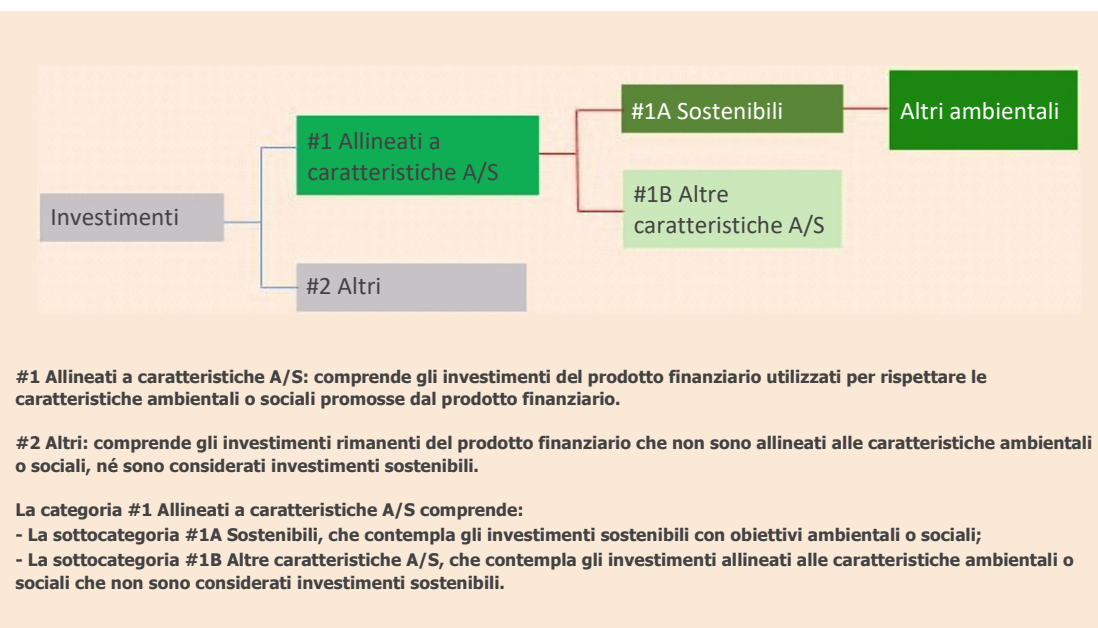 #1A Sostenibili
Altri ambientali
#1 Allineati a
caratteristiche A/S
#1B Altre
caratteristiche A/S
Investimenti
#2 Altri
#1 Allineati a caratteristiche A/S: comprende gli investimenti del prodotto finanziario utilizzati per rispettare le
caratteristiche ambientali o sociali promosse dal prodotto finanziario.
#2 Altri: comprende gli investimenti rimanenti del prodotto finanziario che non sono allineati alle caratteristiche ambientali
o sociali, né sono considerati investimenti sostenibili.
La categoria #1 Allineati a caratteristiche A/S comprende:
- La sottocategoria #1A Sostenibili, che contempla gli investimenti sostenibili con obiettivi ambientali o sociali;
- La sottocategoria #1B Altre caratteristiche A/S, che contempla gli investimenti allineati alle caratteristiche ambientali o
sociali che non sono considerati investimenti sostenibili.